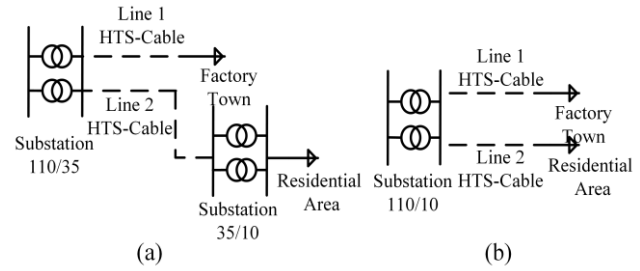 Line 1
HTS-Cable
Factory
Town
Line 2
HTS-Cable
Substation
110/35
Residential
Area
Substation
35/10
(a)
Line 1
HTS-Cable
Factory
Town
Residential
Area
Line 2
HTS-Cable
Substation
110/10
(b)